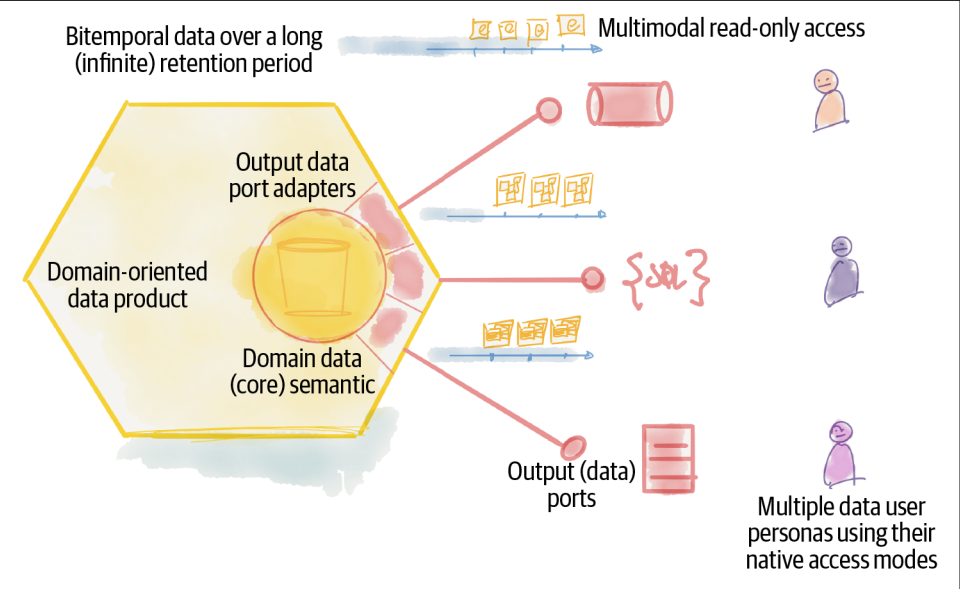 Bitemporal data over a long
(infinite) retention period
e e e e
Multimodal read-only access
Output data
port adapters
Domain-oriented
data product
{SQL}
Domain data
(core) semantic
Output (data)
ports
Multiple data user
personas using their
native access modes